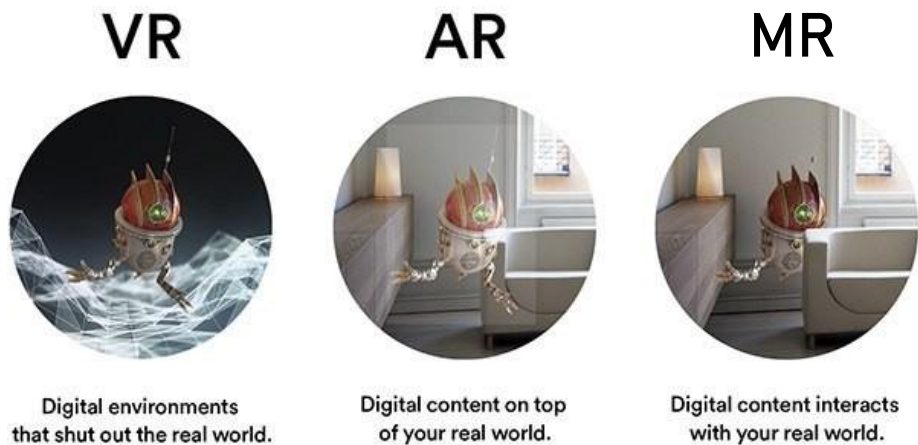 VR
AR
MR
Digital environments
that shut out the real world.
Digital content on top
of your real world.
Digital content interacts
with your real world.